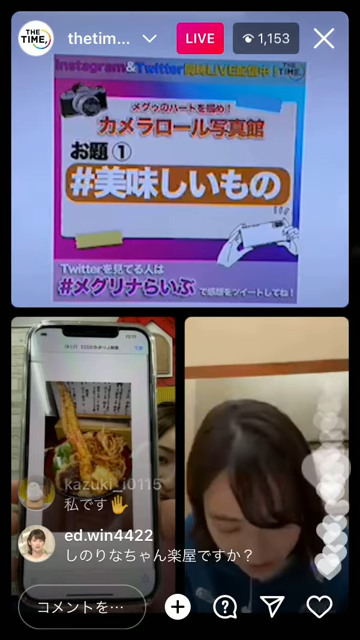 THE TIME,
thetim...
LIVE
1,153
Instagram&Twitter同時LIVE配信中!
THE TIME,
メグゥのハートを掴め!
カメラロール写真館
お題①
#美味しいもの
Twitterを見てる人は
#メグリナらいぶ で感想をツイートしてね!
kazuki_i0115
私です✋
ed.win4422
しのりなちゃん楽屋ですか?
コメントを…